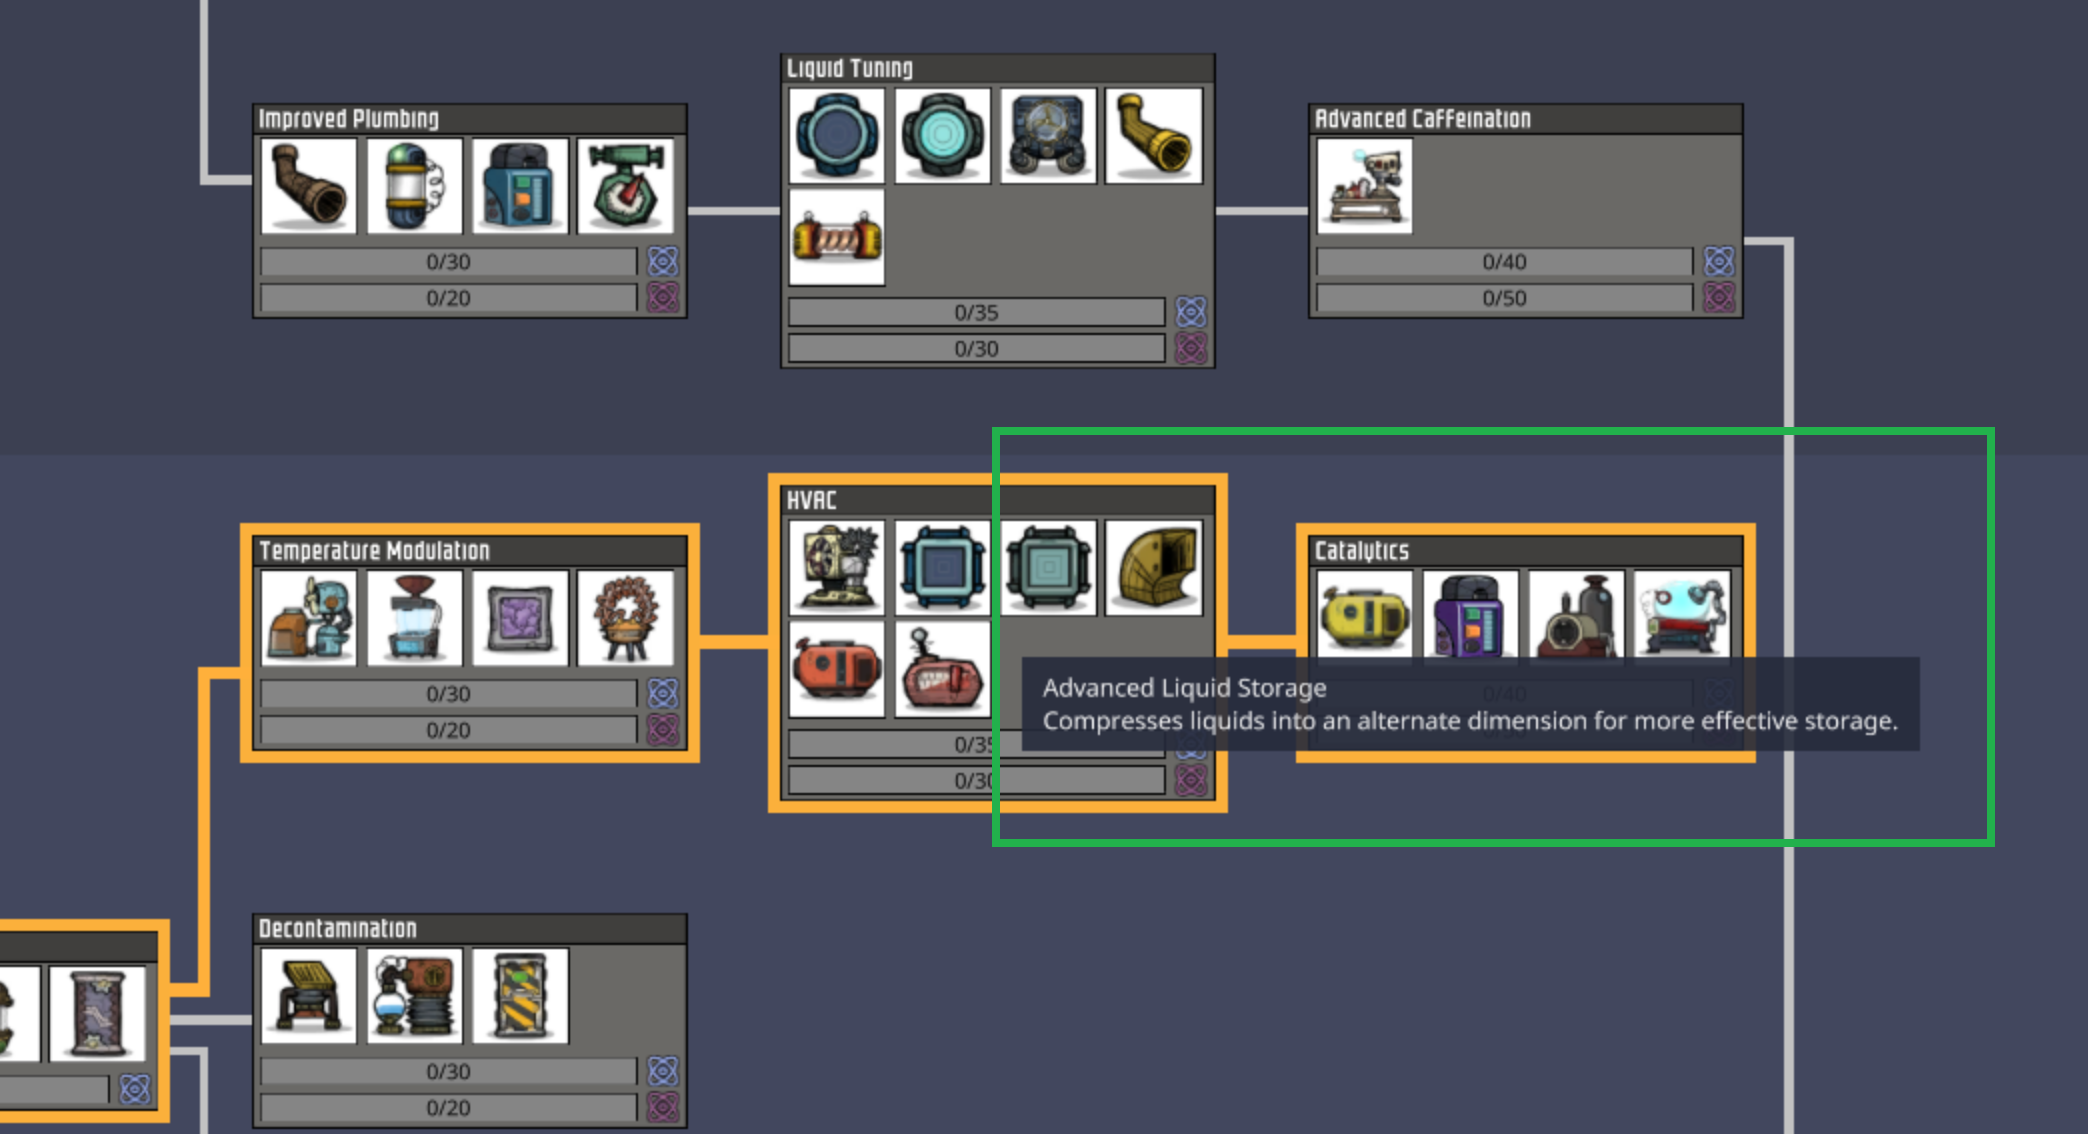 Liquid Tuning
Improved Plumbing
Advanced Caffeination
0/30
0/20
0/35
0/30
0/40
0/50
HVAC
Temperature Modulation
Catalytics
0/30
0/20
0/35
0/30
0/40
Advanced Liquid Storage
Compresses liquids into an alternate dimension for more effective storage.
Decontamination
0/30
0/20